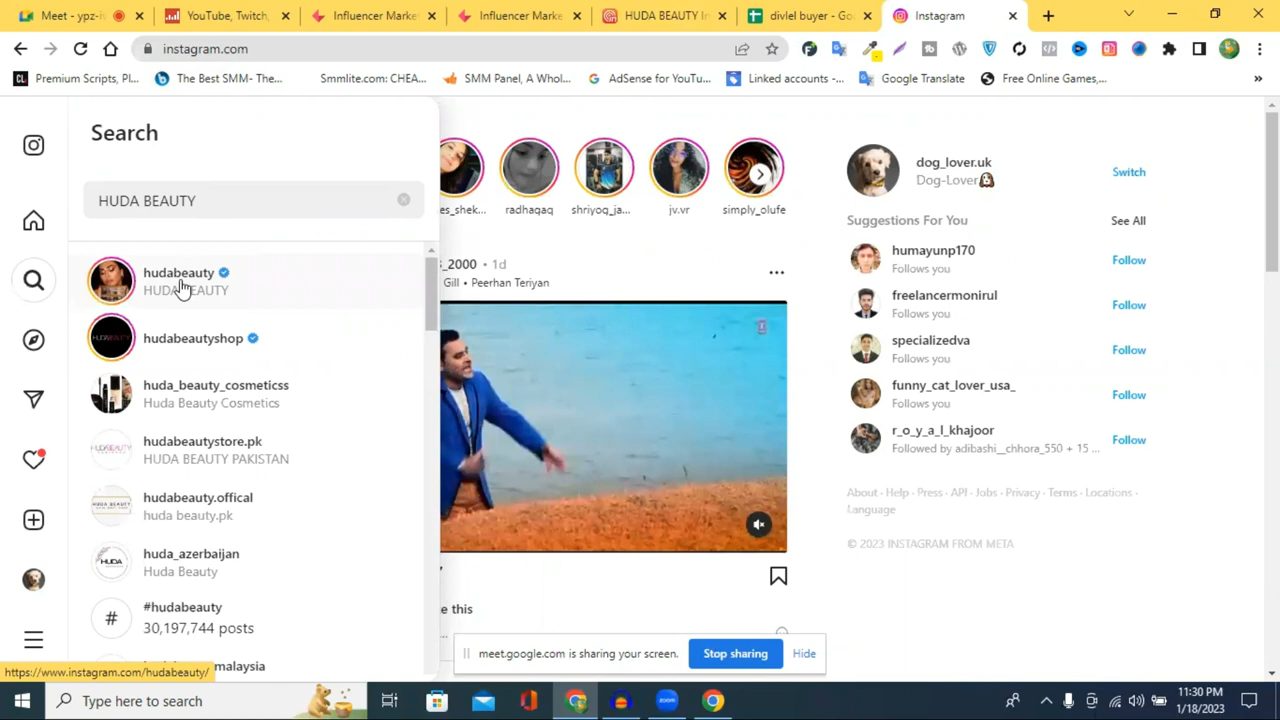 Meet - ypz-
YouTube, Twitch,
Influencer Marke
Influencer Marke
HUDA BEAUTY In
divlel buyer - Go
Instagram
instagram.com
Premium Scripts, Pl...
The Best SMM- The...
Smmlite.com: CHEA...
SMM Panel, A Whol...
AdSense for YouTu...
Linked accounts -...
Google Translate
Free Online Games,...
»
Search
HUDA BEAUTY
hudabeauty
HUDA BEAUTY
hudabeautyshop
huda_beauty_cosmeticss
Huda Beauty Cosmetics
hudabeautystore.pk
HUDA BEAUTY PAKISTAN
hudabeauty.offical
huda beauty.pk
huda_azerbaijan
Huda Beauty
#hudabeauty
30,197,744 posts
malaysia
https://www.instagram.com/hudabeauty/
es_shek...
radhaqaq
shriyoq_ja...
jv.vr
simply_olufe
_2000 • 1d
Gill • Peerhan Teriyan
e this
dog_lover.uk
Dog-Lover
Switch
Suggestions For You
See All
humayunp170
Follows you
Follow
freelancermonirul
Follows you
Follow
specializedva
Follows you
Follow
funny_cat_lover_usa_
Follows you
Follow
r_o_y_a_l_khajoor
Followed by adibashi__chhora_550 + 15 ...
Follow
About · Help · Press · API · Jobs · Privacy · Terms · Locations ·
Language
© 2023 INSTAGRAM FROM META
meet.google.com is sharing your screen.
Stop sharing
Hide
Type here to search
11:30 PM
1/18/2023